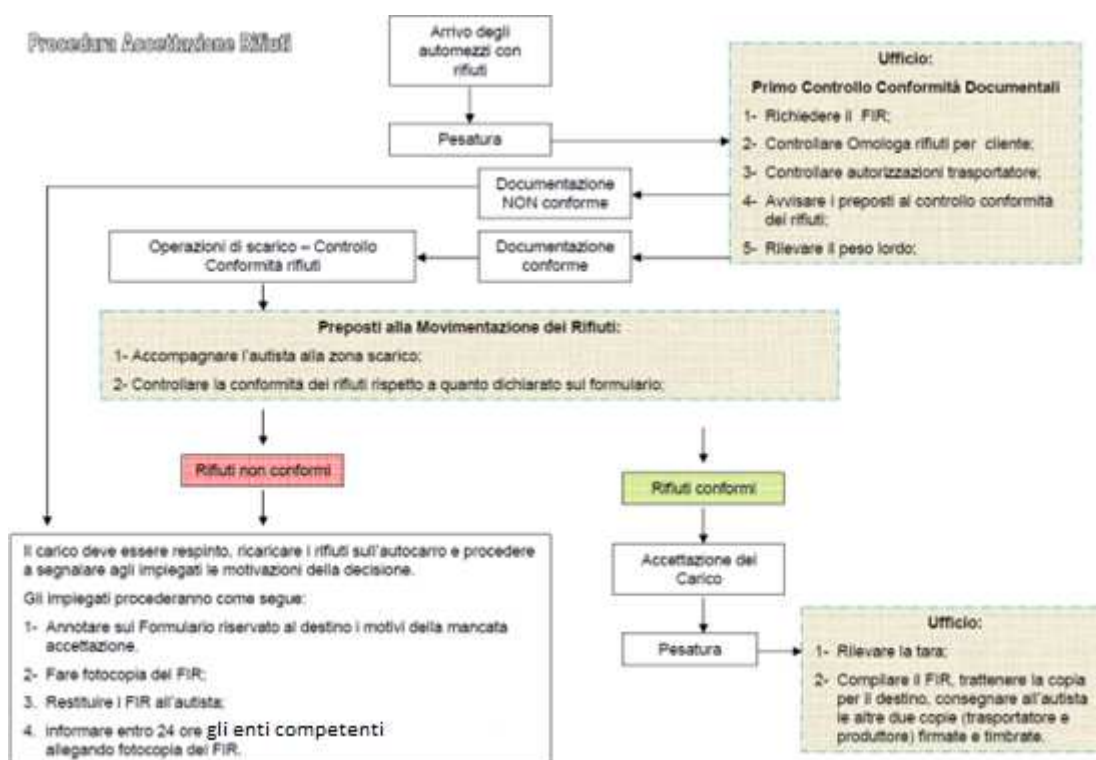 Procedura Accettazione Rifiuti
Arrivo degli
automezzi con
rifiuti
Pesatura
Ufficio:
Primo Controllo Conformità Documentali
1- Richiedere il FIR;
2- Controllare Omologa rifiuti per cliente;
3- Controllare autorizzazioni trasportatore;
4- Avvisare i preposti al controllo conformità
dei rifiuti;
5- Rilevare il peso lordo;
Documentazione
NON conforme
Documentazione
conforme
Operazioni di scarico – Controllo
Conformità rifiuti
Preposti alla Movimentazione dei Rifiuti:
1- Accompagnare l'autista alla zona scarico;
2- Controllare la conformità dei rifiuti rispetto a quanto dichiarato sul formulario;
Rifiuti non conformi
Rifiuti conformi
Il carico deve essere respinto, ricaricare i rifiuti sull'autocarro e procedere
a segnalare agli impiegati le motivazioni della decisione.
Gli impiegati procederanno come segue:
1- Annotare sul Formulario riservato al destino i motivi della mancata
accettazione.
2- Fare fotocopia del FIR;
3. Restituire i FIR all'autista;
4. informare entro 24 ore gli enti competenti
allegando fotocopia del FIR.
Accettazione del
Carico
Pesatura
Ufficio:
1- Rilevare la tara;
2- Compilare il FIR, trattenere la copia
per il destino, consegnare all'autista
le altre due copie (trasportatore e
produttore) firmate e timbrate.